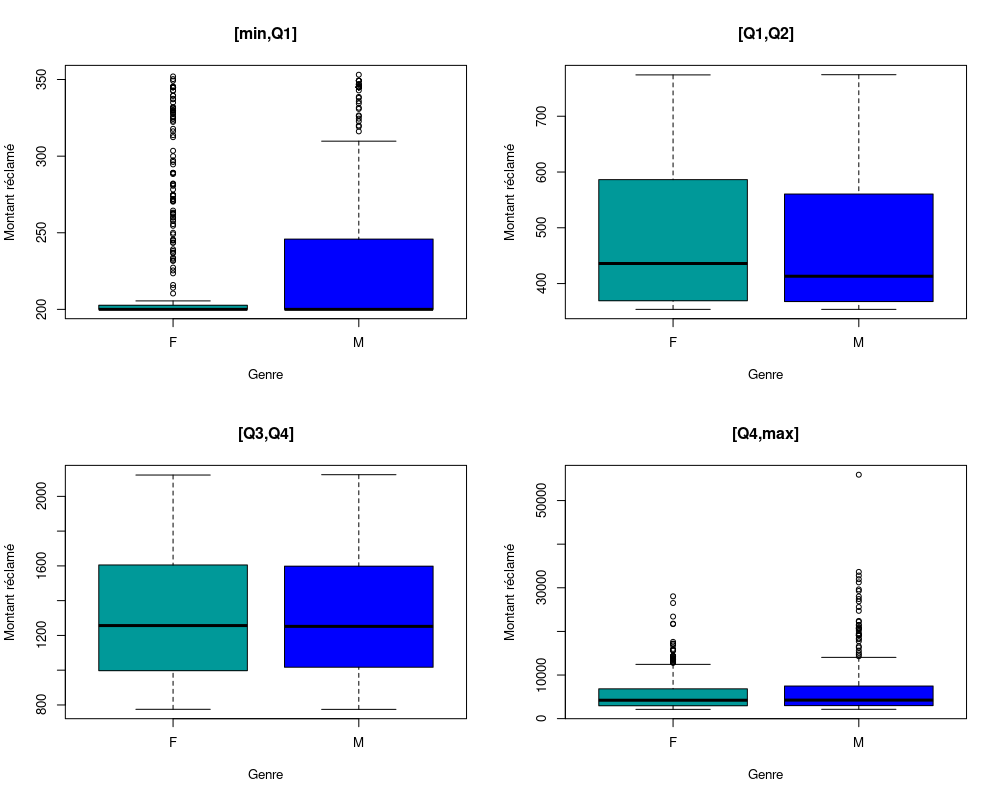 [min,Q1]
Montant réclamé
350
300
250
200
F
M
Genre
[Q1,Q2]
Montant réclamé
700
600
500
400
F
M
Genre
[Q3,Q4]
Montant réclamé
2000
1600
1200
800
F
M
Genre
[Q4,max]
Montant réclamé
50000
30000
10000
0
F
M
Genre